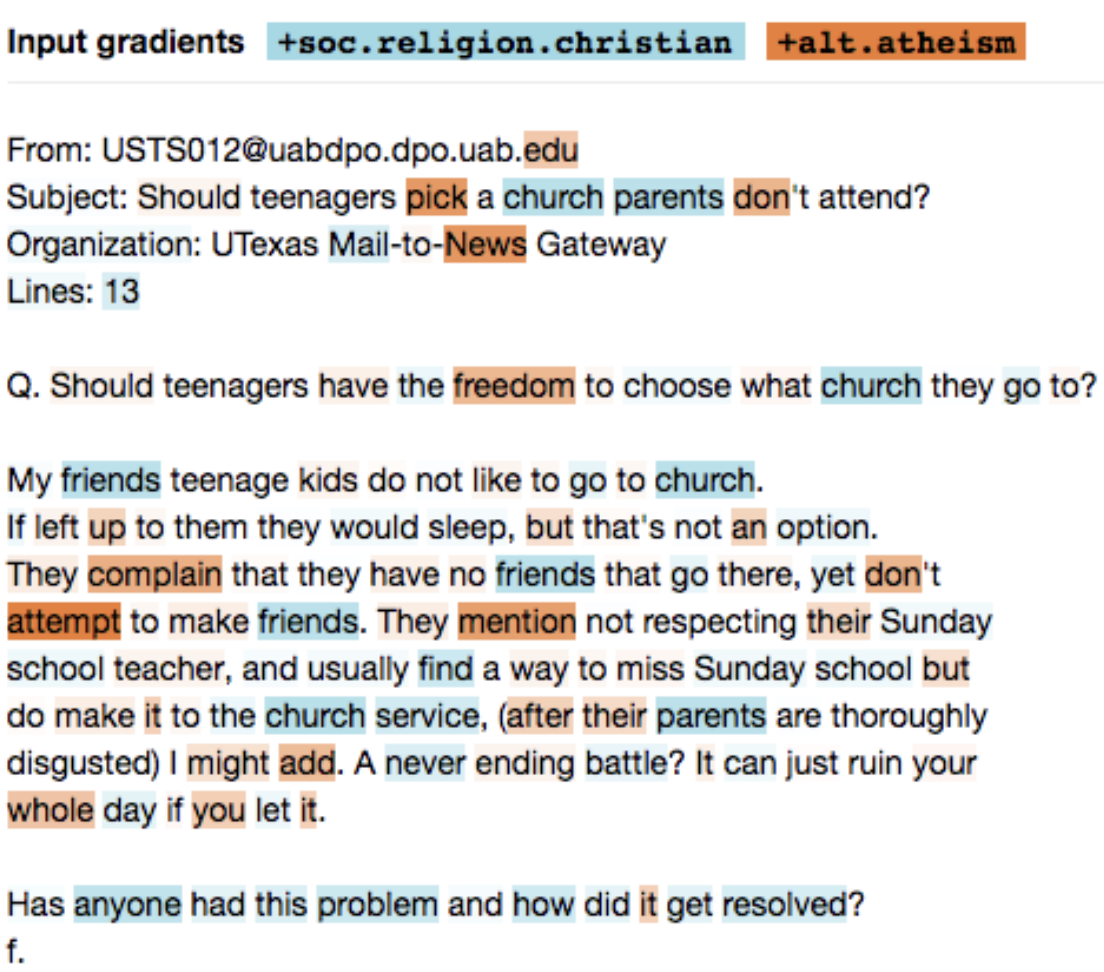 Input gradients +soc.religion.christian +alt.atheism
From: USTS012@uabdpo.dpo.uab.edu
Subject: Should teenagers pick a church parents don't attend?
Organization: UTexas Mail-to-News Gateway
Lines: 13
Q. Should teenagers have the freedom to choose what church they go to?
My friends teenage kids do not like to go to church.
If left up to them they would sleep, but that's not an option.
They complain that they have no friends that go there, yet don't
attempt to make friends. They mention not respecting their Sunday
school teacher, and usually find a way to miss Sunday school but
do make it to the church service, (after their parents are thoroughly
disgusted) I might add. A never ending battle? It can just ruin your
whole day if you let it.
Has anyone had this problem and how did it get resolved?
f.